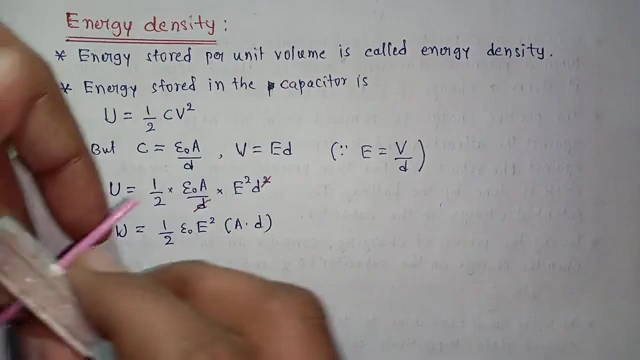 Energy density :
* Energy stored per unit volume is called energy density.
* Energy stored in the capacitor is
U = 1/2 CV²
But C = ε₀A/d , V = Ed (∵ E = V/d)
U = 1/2 × ε₀A/d × E²d²
U = 1/2 ε₀E² (A·d)